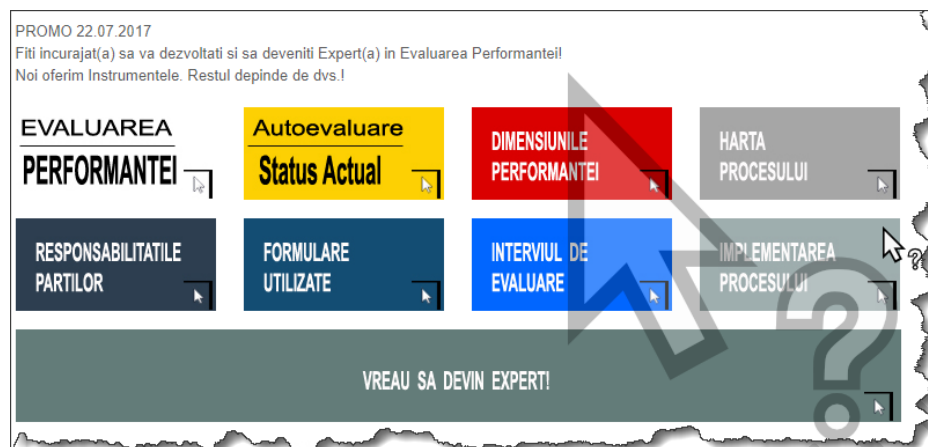 PROMO 22.07.2017
Fiti incurajat(a) sa va dezvoltati si sa deveniti Expert(a) in Evaluarea Performantei!
Noi oferim Instrumentele. Restul depinde de dvs.!
EVALUAREA
PERFORMANTEI
Autoevaluare
Status Actual
DIMENSIUNILE
PERFORMANTEI
HARTA
PROCESULUI
RESPONSABILITATILE
PARTILOR
FORMULARE
UTILIZATE
INTERVIUL DE
EVALUARE
IMPLEMENTAREA
PROCESULUI
?
?
VREAU SA DEVIN EXPERT!